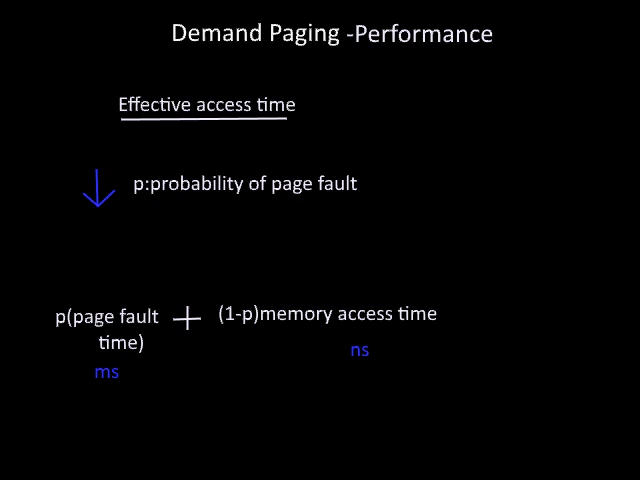 Demand Paging -Performance
Effective access time
p:probability of page fault
p(page fault + (1-p)memory access time
time)
ms
ns